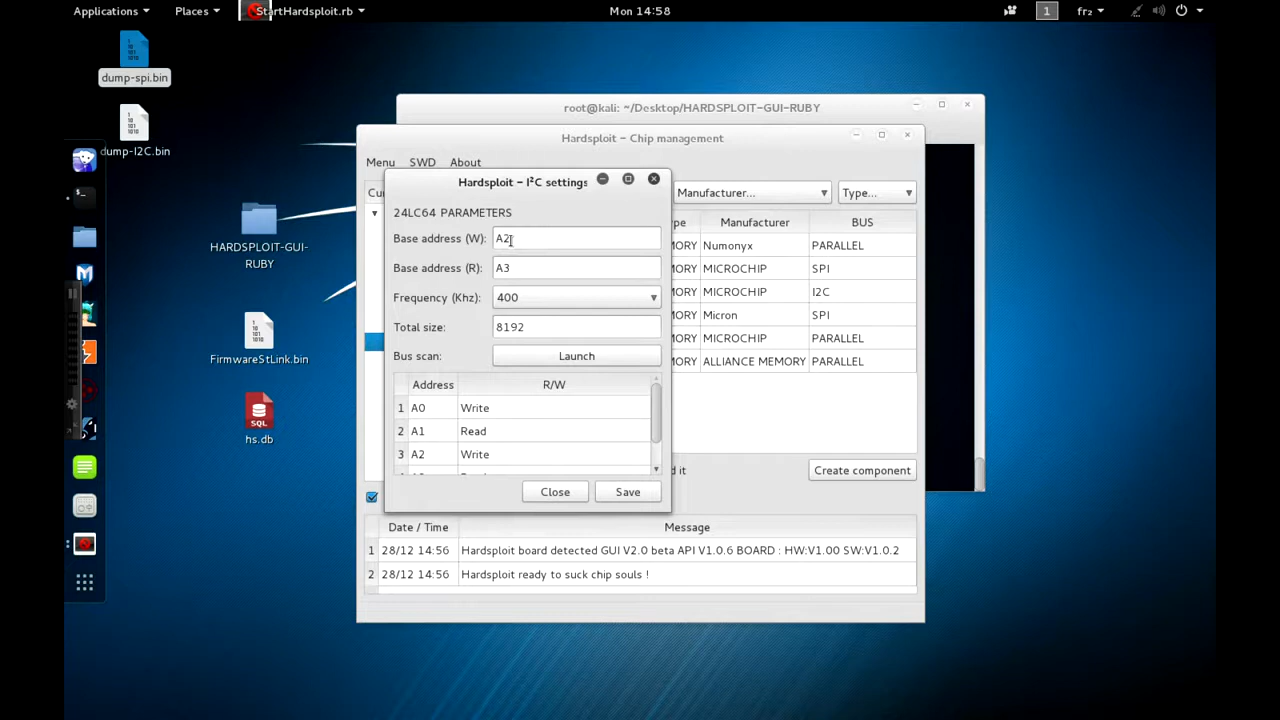 Applications
Places
StartHardsploit.rb
Mon 14:58
1
fr₂
dump-spi.bin
dump-I2C.bin
HARDSPLOIT-GUI-
RUBY
FirmwareStLink.bin
SQL
hs.db
root@kali: ~/Desktop/HARDSPLOIT-GUI-RUBY
Hardsploit - Chip management
Menu SWD About
Manufacturer... Type...
Manufacturer BUS
MORY Numonyx PARALLEL
MORY MICROCHIP SPI
MORY MICROCHIP I2C
MORY Micron SPI
MORY MICROCHIP PARALLEL
MORY ALLIANCE MEMORY PARALLEL
Create component
Hardsploit - I²C settings
24LC64 PARAMETERS
Base address (W): A2
Base address (R): A3
Frequency (Khz): 400
Total size: 8192
Bus scan: Launch
Address R/W
1 A0 Write
2 A1 Read
3 A2 Write
Close Save
Date / Time Message
1 28/12 14:56 Hardsploit board detected GUI V2.0 beta API V1.0.6 BOARD : HW:V1.00 SW:V1.0.2
2 28/12 14:56 Hardsploit ready to suck chip souls !